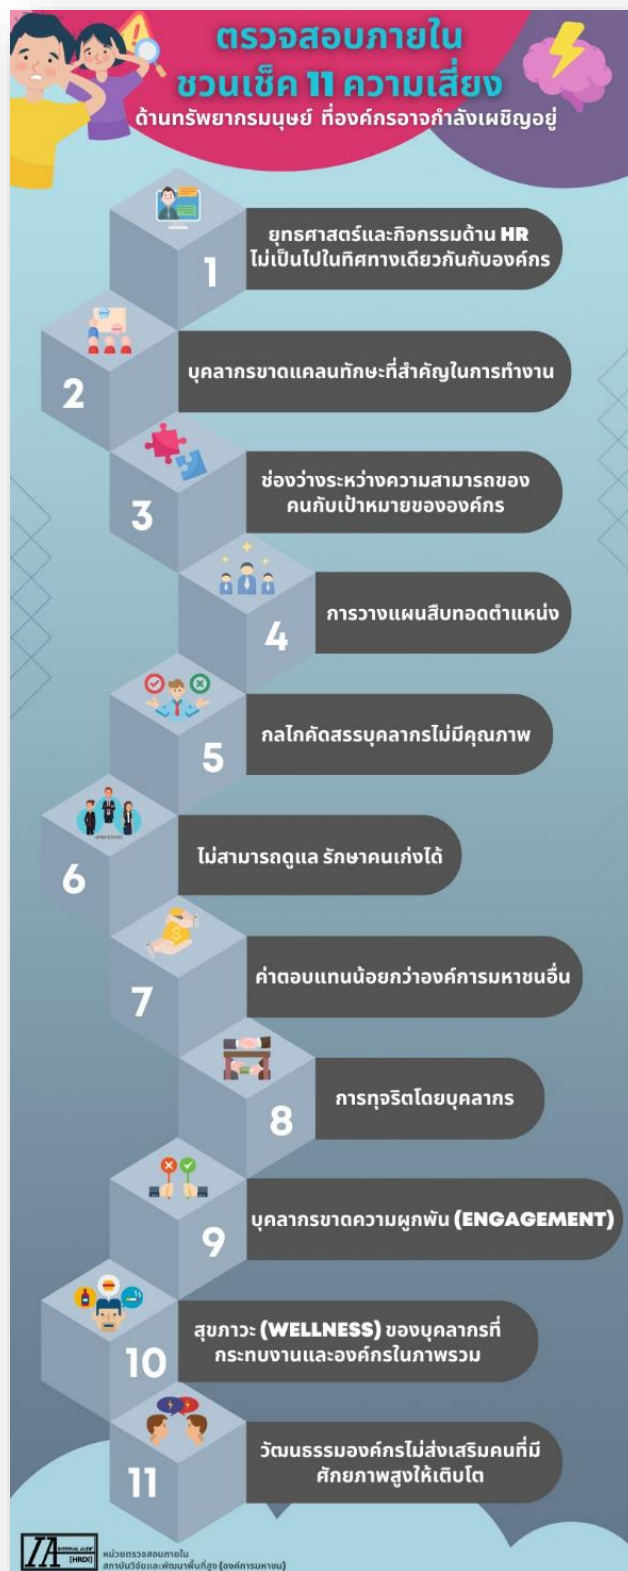 ตรวจสอบภายใน
ชวนเช็ค 11 ความเสี่ยง
ด้านทรัพยากรมนุษย์ ที่องค์กรอาจกำลังเผชิญอยู่
1
ยุทธศาสตร์และกิจกรรมด้าน HR
ไม่เป็นไปในทิศทางเดียวกันกับองค์กร
2
บุคลากรขาดแคลนทักษะที่สำคัญในการทำงาน
3
ช่องว่างระหว่างความสามารถของ
คนกับเป้าหมายขององค์กร
4
การวางแผนสืบทอดตำแหน่ง
5
กลไกคัดสรรบุคลากรไม่มีคุณภาพ
6
ไม่สามารถดูแล รักษาคนเก่งได้
7
ค่าตอบแทนน้อยกว่าองค์การมหาชนอื่น
8
การทุจริตโดยบุคลากร
9
บุคลากรขาดความผูกพัน (ENGAGEMENT)
10
สุขภาวะ (WELLNESS) ของบุคลากรที่
กระทบงานและองค์กรในภาพรวม
11
วัฒนธรรมองค์กรไม่ส่งเสริมคนที่มี
ศักยภาพสูงให้เติบโต
IA
INTERNAL AUDIT
(HRDI)
หน่วยตรวจสอบภายใน
สถาบันวิจัยและพัฒนาพื้นที่สูง (องค์การมหาชน)